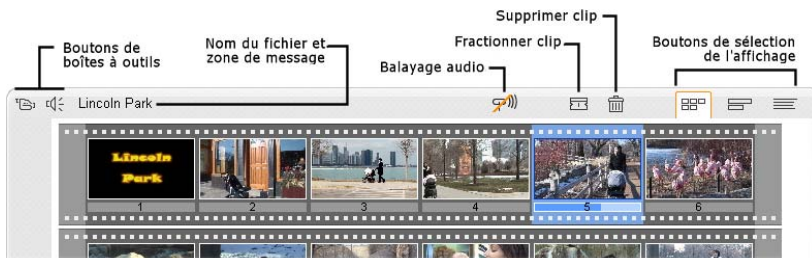 Supprimer clip
Boutons de
boîtes à outils
Nom du fichier et
zone de message
Fractionner clip
Boutons de sélection
de l'affichage
Balayage audio
Lincoln Park
Lincoln
Park
1 2 3 4 5 6